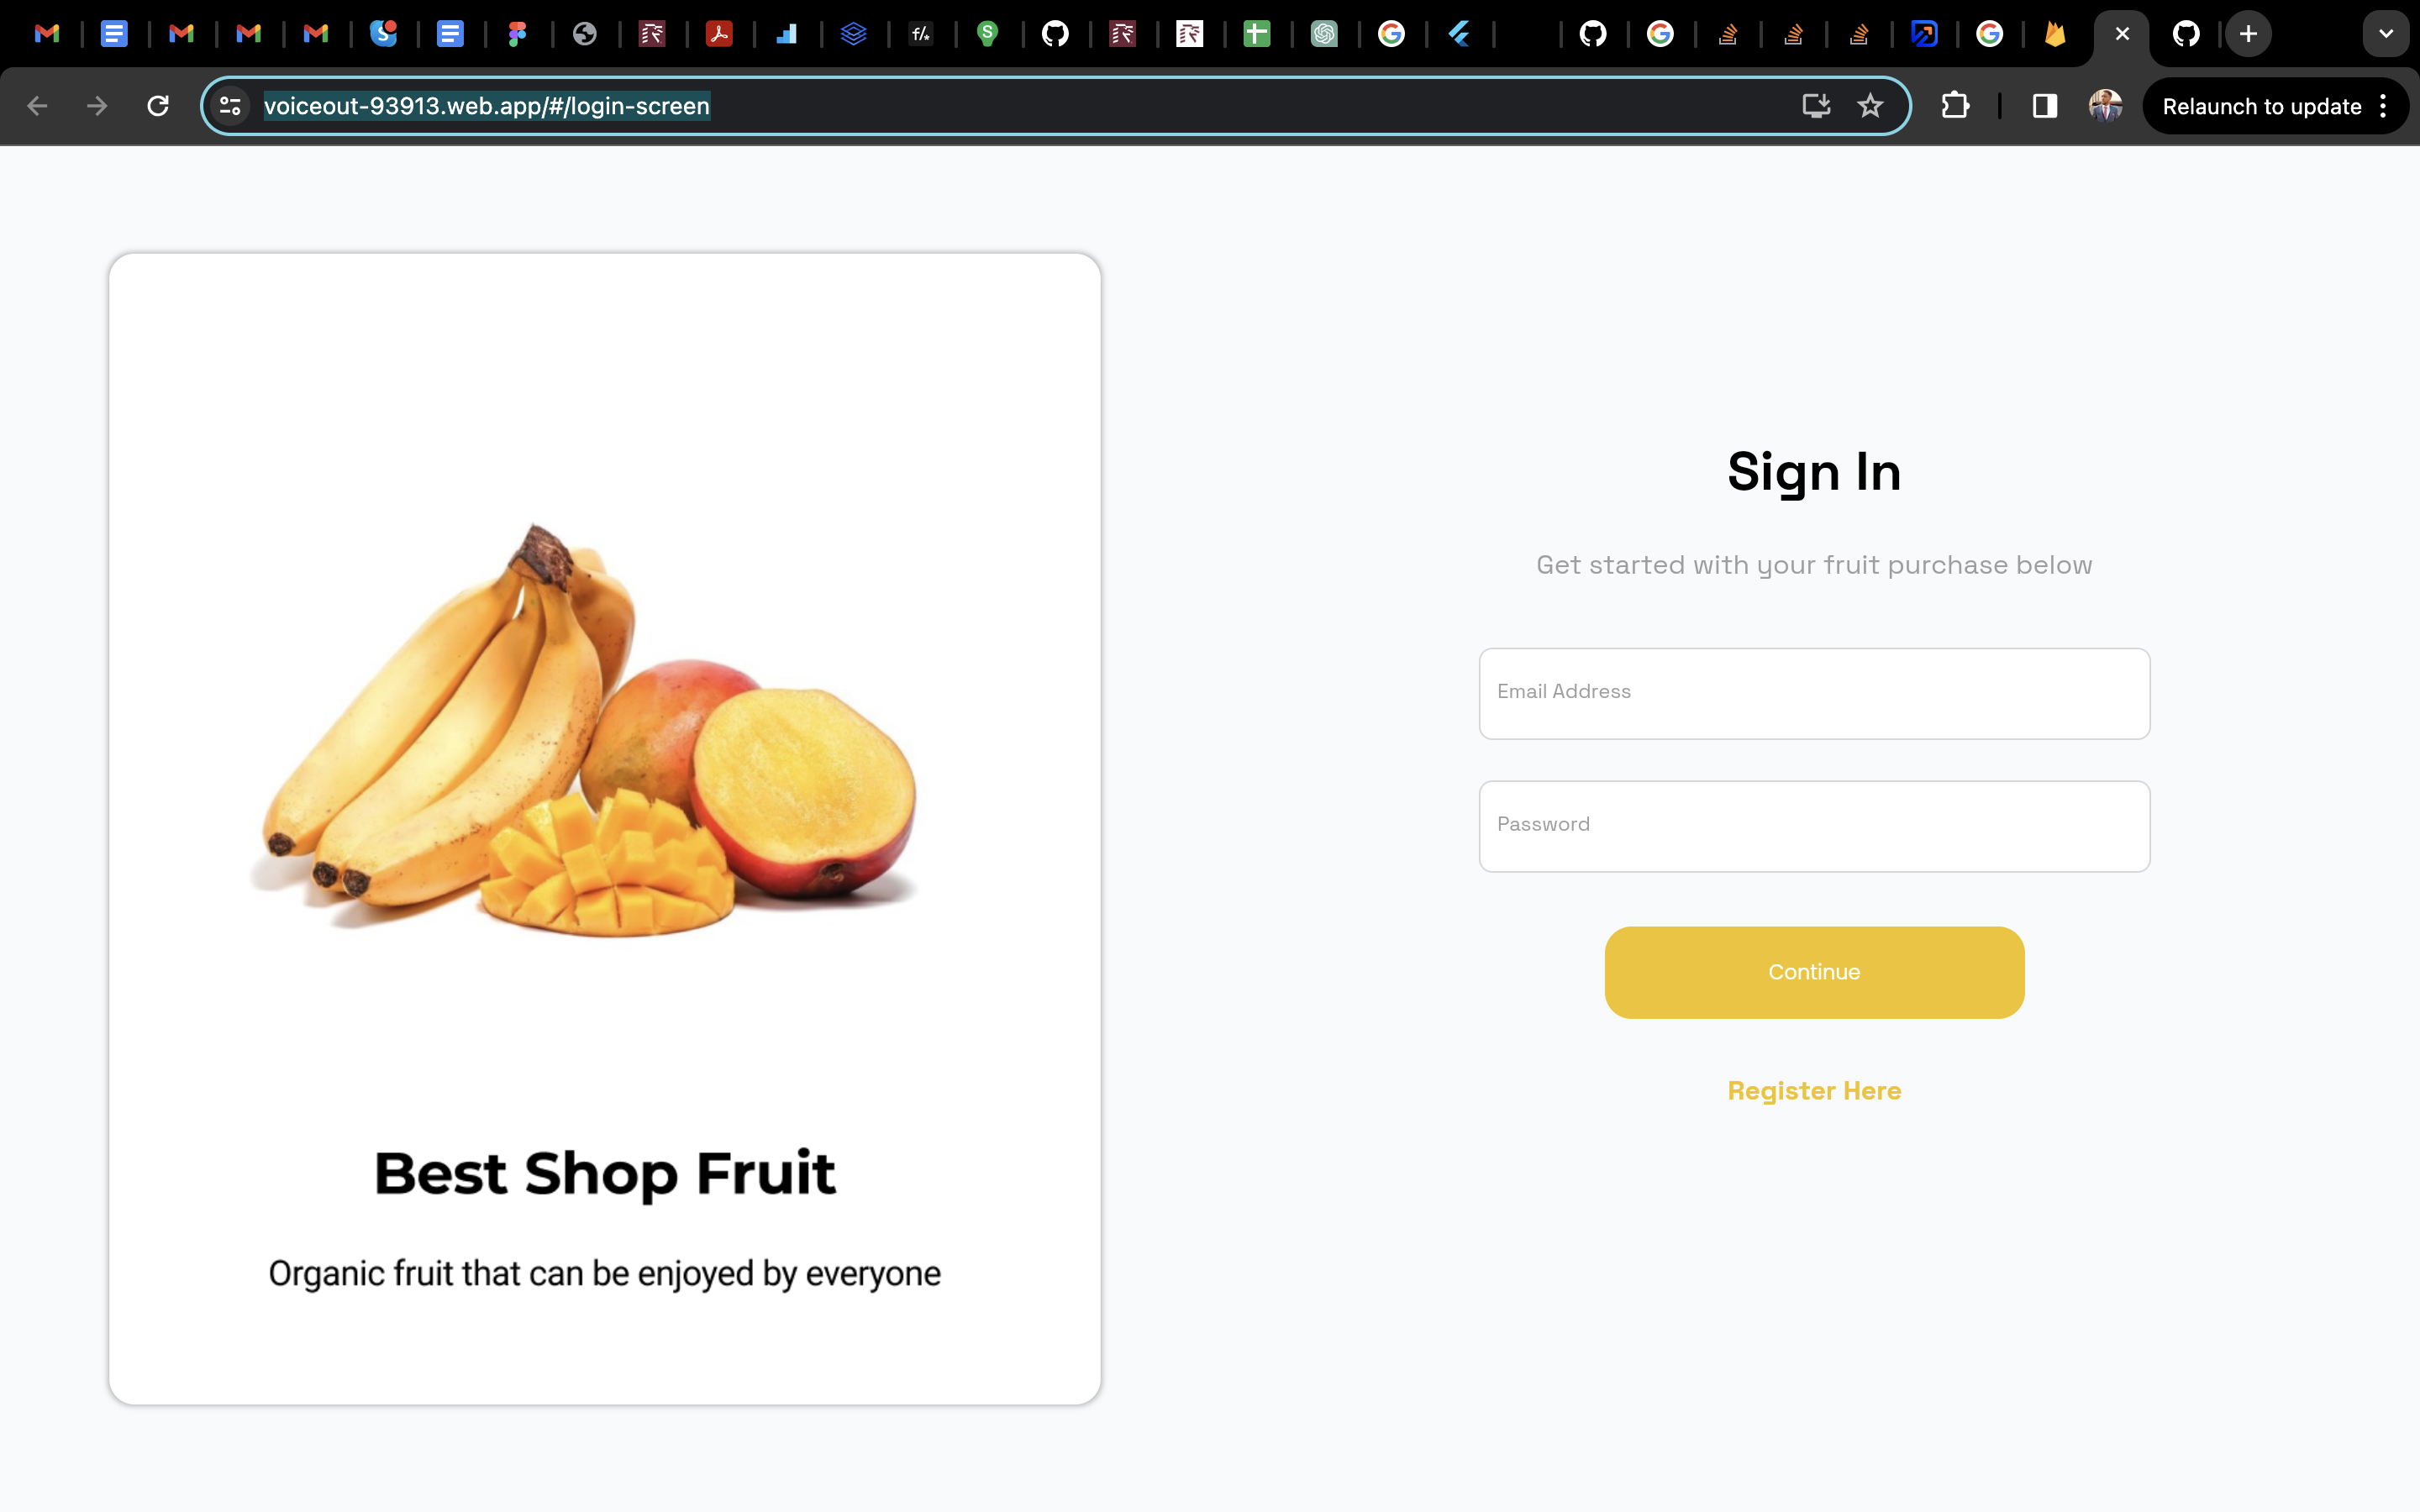 voiceout-93913.web.app/#/login-screen
Relaunch to update
Best Shop Fruit
Organic fruit that can be enjoyed by everyone
Sign In
Get started with your fruit purchase below
Email Address
Password
Continue
Register Here